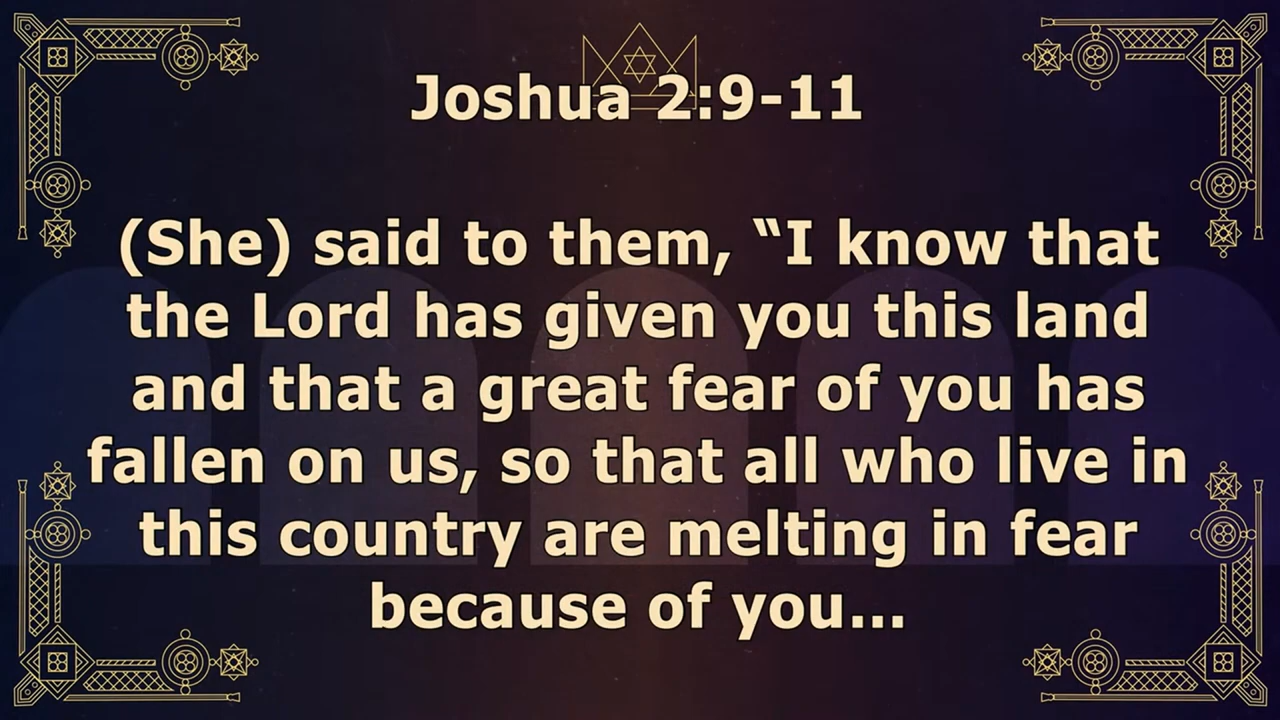 Joshua 2:9-11
(She) said to them, “I know that
the Lord has given you this land
and that a great fear of you has
fallen on us, so that all who live in
this country are melting in fear
because of you...